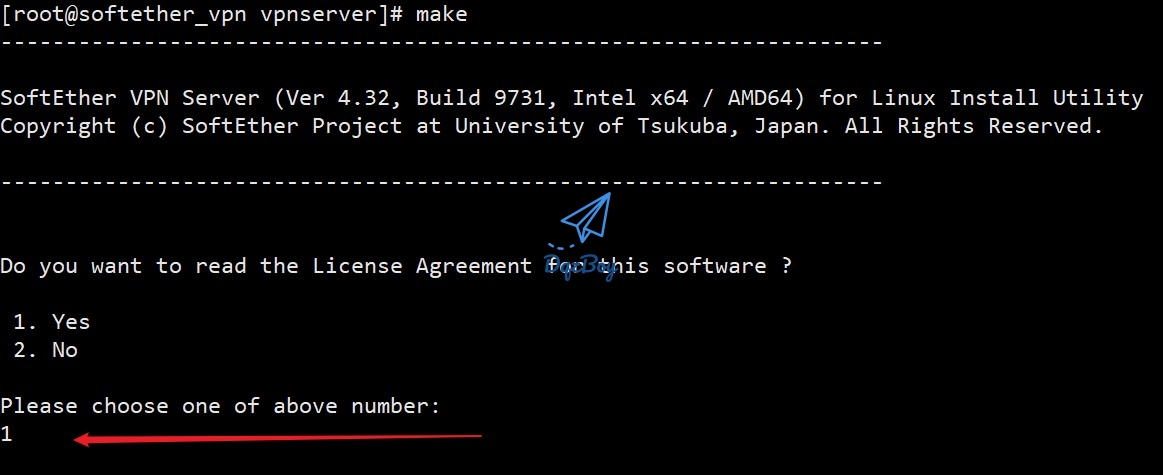 [root@softether_vpn vpnserver]# make
--------------------------------------------------------------------
SoftEther VPN Server (Ver 4.32, Build 9731, Intel x64 / AMD64) for Linux Install Utility
Copyright (c) SoftEther Project at University of Tsukuba, Japan. All Rights Reserved.
--------------------------------------------------------------------
Do you want to read the License Agreement for this software ?
1. Yes
2. No
Please choose one of above number:
1